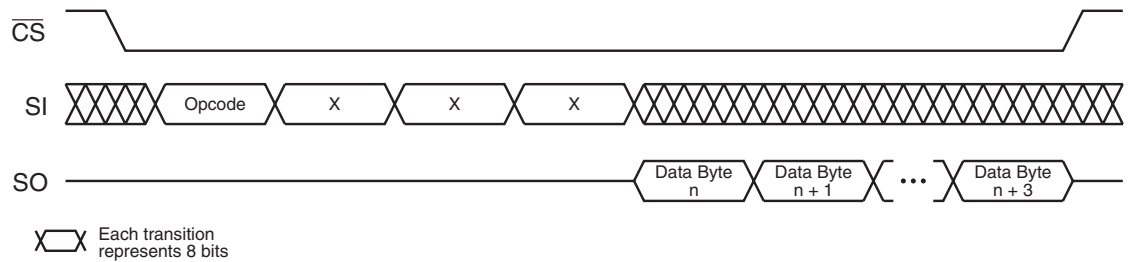 CS
SI
Opcode X X X
SO
Data Byte
n
Data Byte
n + 1
•••
Data Byte
n + 3
Each transition
represents 8 bits